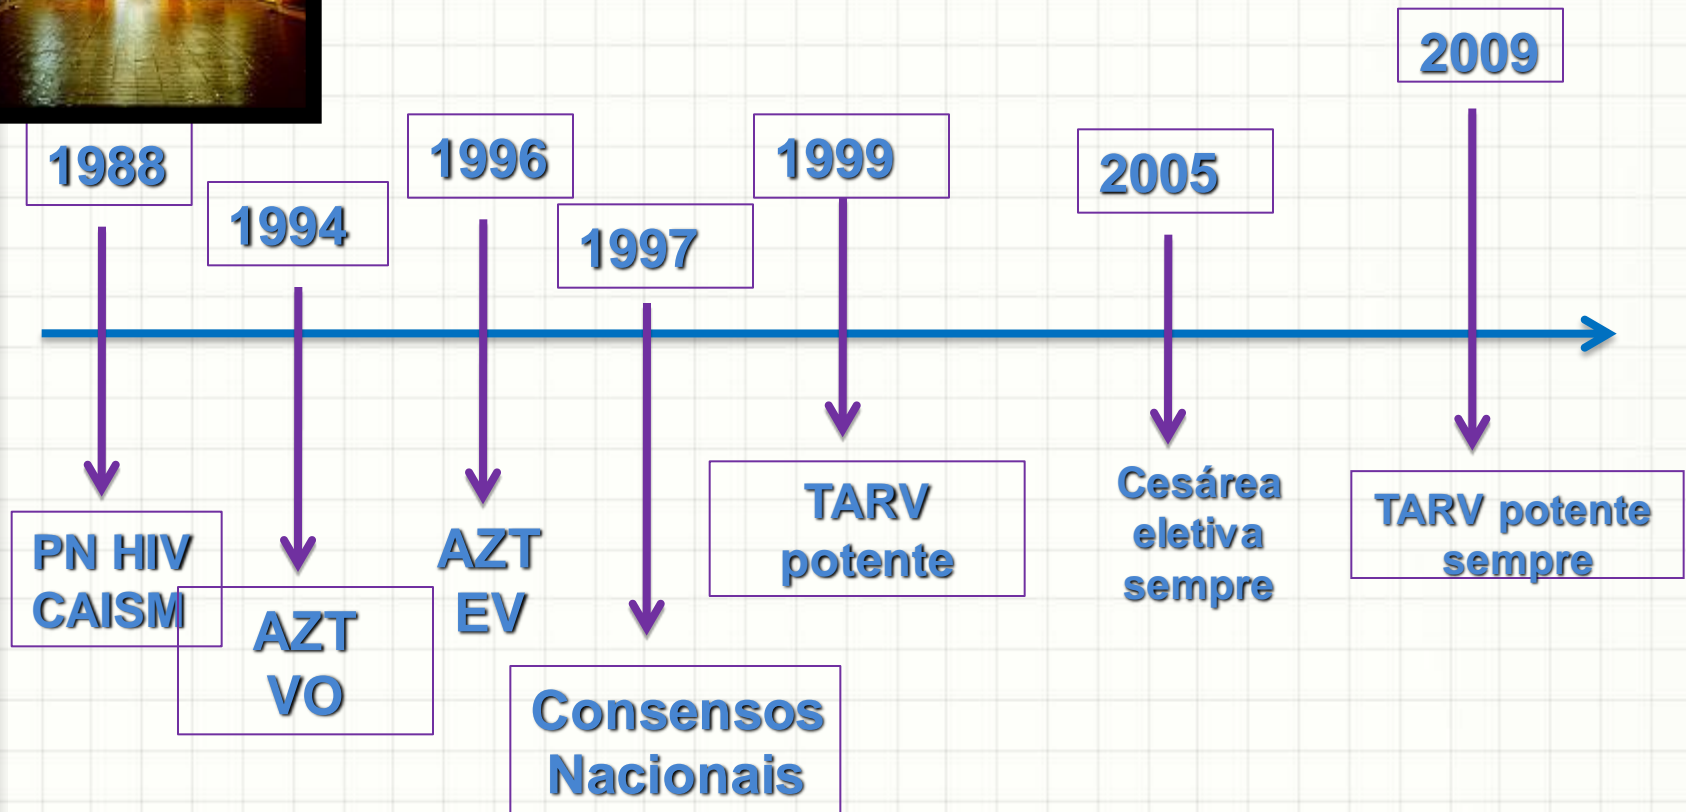 2009
1988
1994
1996
1997
1999
2005
PN HIV
CAISM
AZT
VO
AZT
EV
Consensos
Nacionais
TARV
potente
Cesárea
eletiva
sempre
TARV potente
sempre